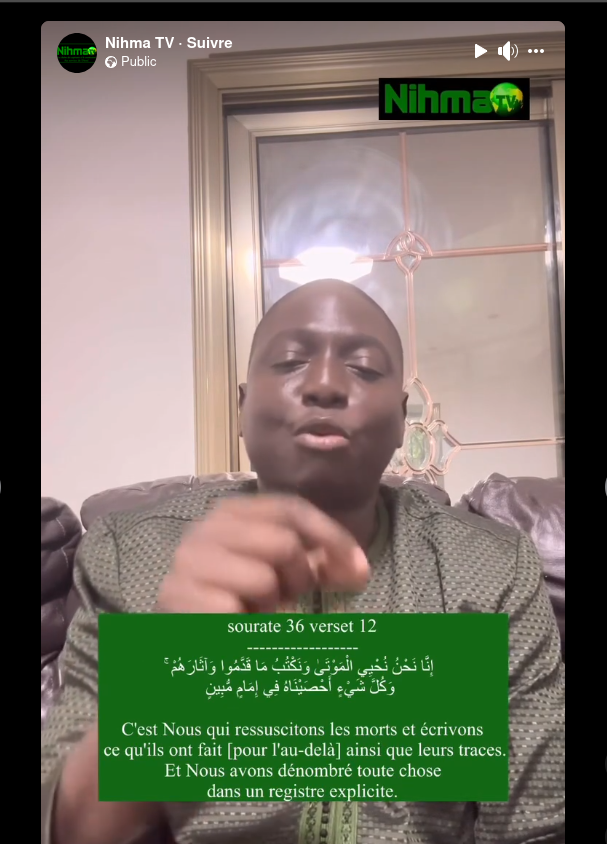 Nihma TV · Suivre
Public
Nihma TV
Nihma TV
sourate 36 verset 12
------------------
إِنَّا نَحْنُ نُحْيِي الْمَوْتَىٰ وَنَكْتُبُ مَا قَدَّمُوا وَآثَارَهُمْ ۚ
وَكُلَّ شَيْءٍ أَحْصَيْنَاهُ فِي إِمَامٍ مُّبِينٍ
C'est Nous qui ressuscitons les morts et écrivons
ce qu'ils ont fait [pour l'au-delà] ainsi que leurs traces.
Et Nous avons dénombré toute chose
dans un registre explicite.